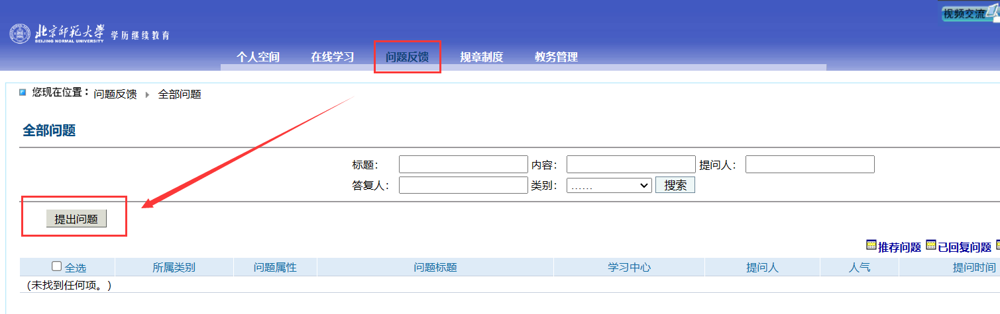 视频交流
北京师范大学 学历继续教育
BEIJING NORMAL UNIVERSITY
个人空间 在线学习 问题反馈 规章制度 教务管理
您现在位置： 问题反馈 全部问题
全部问题
标题： 内容： 提问人：
答复人： 类别： …… 搜索
提出问题
推荐问题 已回复问题
全选 所属类别 问题属性 问题标题 学习中心 提问人 人气 提问时间
（未找到任何项。）